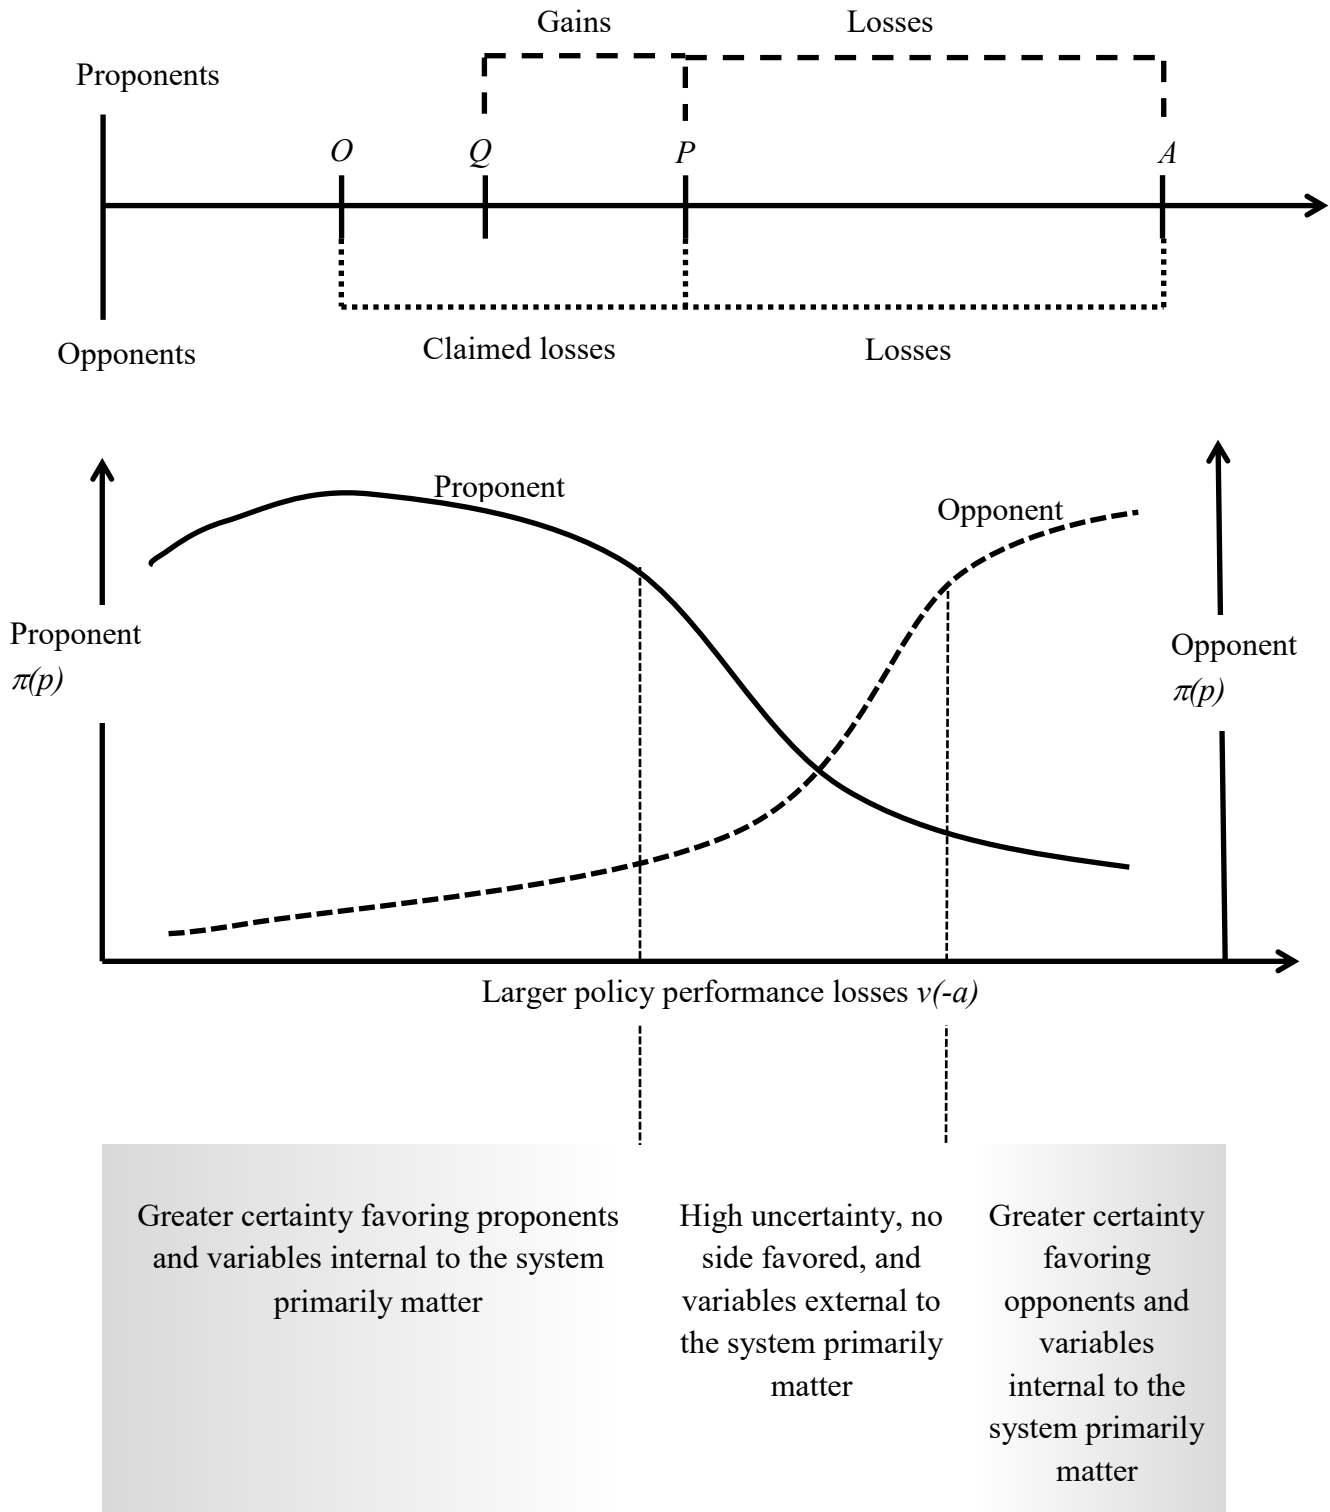 Gains
Losses
Proponents
O
Q
P
A
Opponents
Claimed losses
Losses
Proponent
Opponent
Proponent
π(p)
Opponent
π(p)
Larger policy performance losses v(-a)
Greater certainty favoring proponents
and variables internal to the system
primarily matter
High uncertainty, no
side favored, and
variables external to
the system primarily
matter
Greater certainty
favoring
opponents and
variables
internal to the
system primarily
matter